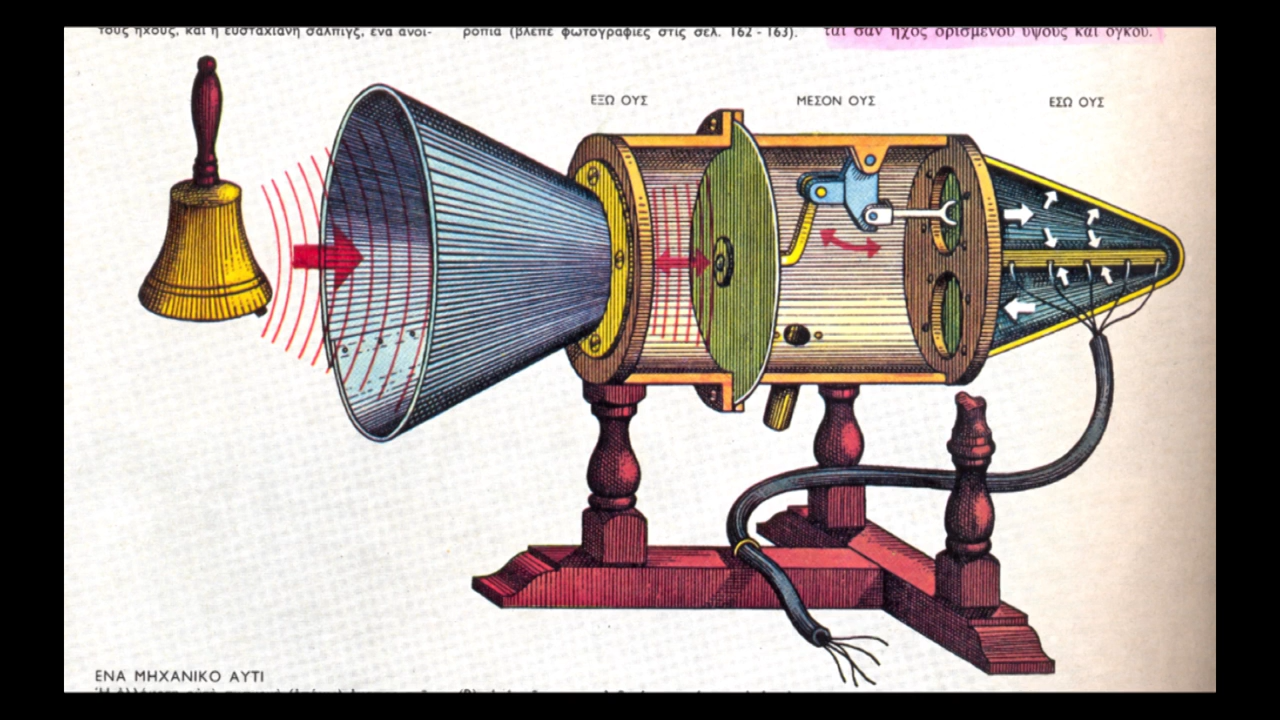 τους ήχους, και η ευσταχιανή σάλπιγξ, ένα άνοι-
ροπία (βλέπε φωτογραφίες στις σελ. 162 - 163).
ται σαν ήχος ορισμένου ύψους και όγκου.
ΕΞΩ ΟΥΣ
ΜΕΣΟΝ ΟΥΣ
ΕΣΩ ΟΥΣ
ΕΝΑ ΜΗΧΑΝΙΚΟ ΑΥΤΙ